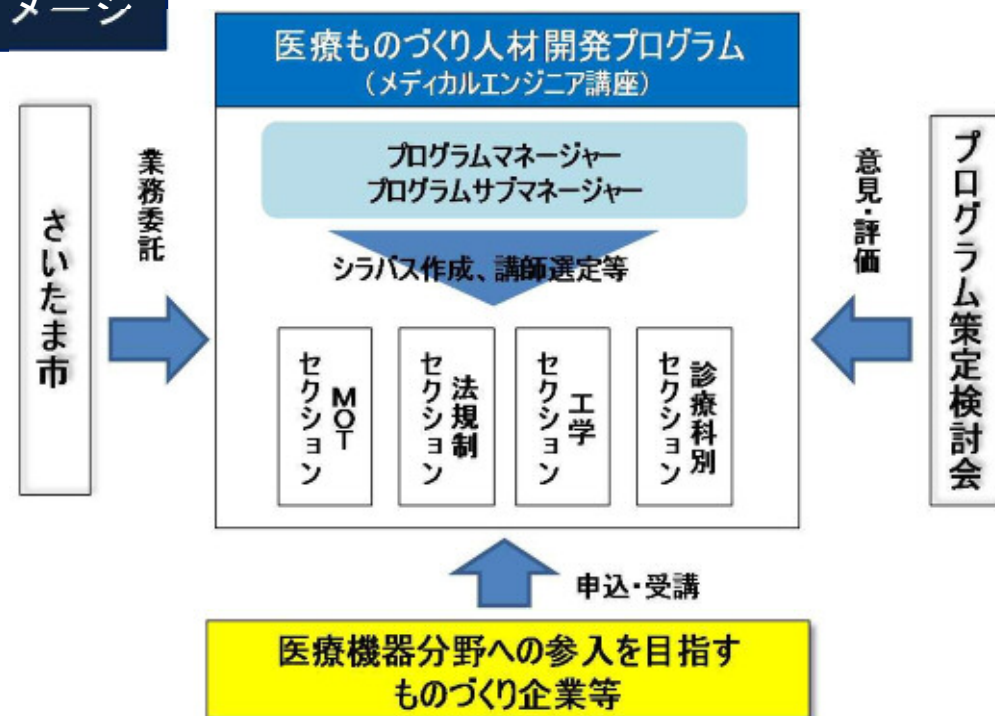 メージ
医療ものづくり人材開発プログラム
（メディカルエンジニア講座）
プログラムマネージャー
プログラムサブマネージャー
シラバス作成、講師選定等
さいたま市
業務委託
MOT
セクション
法規制
セクション
工学
セクション
診療科別
セクション
意見・評価
プログラム策定検討会
申込・受講
医療機器分野への参入を目指す
ものづくり企業等